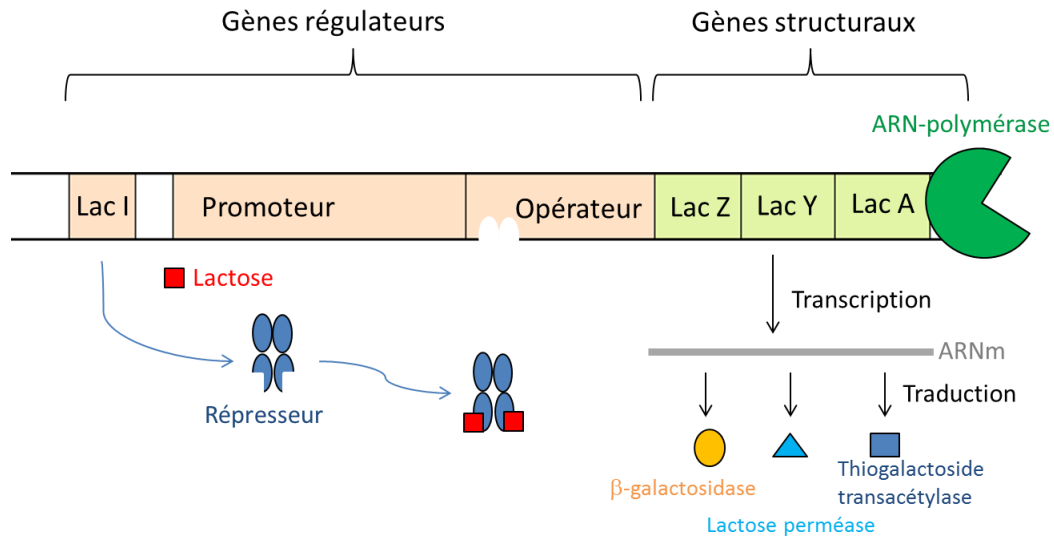 Gènes régulateurs
Gènes structuraux
ARN-polymérase
Lac I
Promoteur
Opérateur
Lac Z
Lac Y
Lac A
Lactose
Transcription
Répresseur
ARNm
Traduction
β-galactosidase
Lactose perméase
Thiogalactoside
transacétylase